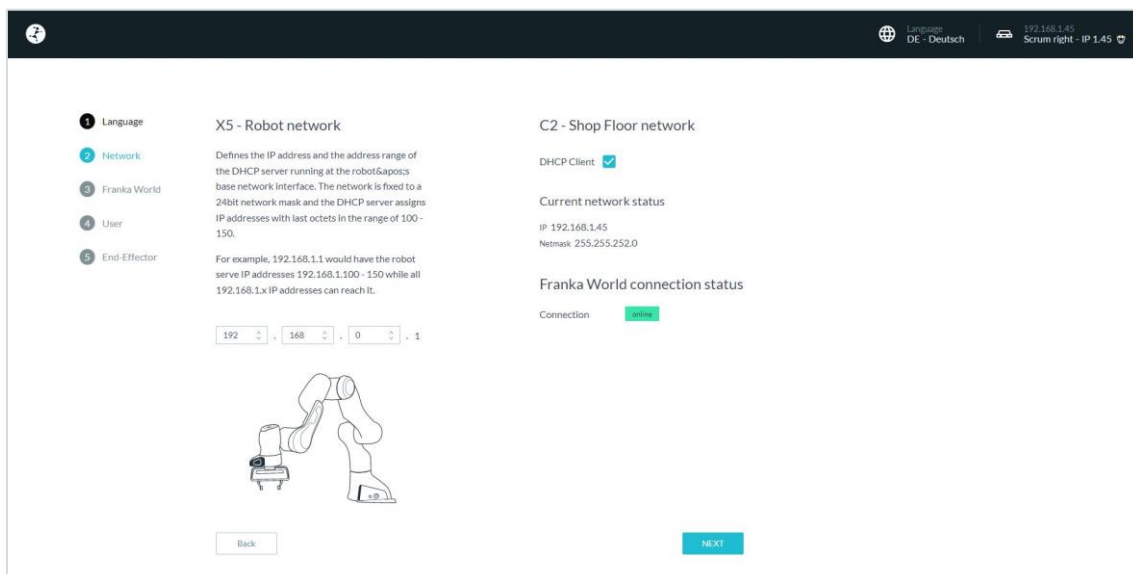 Language
DE - Deutsch
192.168.1.45
Scrum right - IP 1.45
1 Language
2 Network
3 Franka World
4 User
5 End-Effector
X5 - Robot network
Defines the IP address and the address range of
the DHCP server running at the robot&apos;s
base network interface. The network is fixed to a
24bit network mask and the DHCP server assigns
IP addresses with last octets in the range of 100 -
150.
For example, 192.168.1.1 would have the robot
serve IP addresses 192.168.1.100 - 150 while all
192.168.1.x IP addresses can reach it.
192 . 168 . 0 . 1
Back
C2 - Shop Floor network
DHCP Client
Current network status
IP 192.168.1.45
Netmask 255.255.252.0
Franka World connection status
Connection online
NEXT